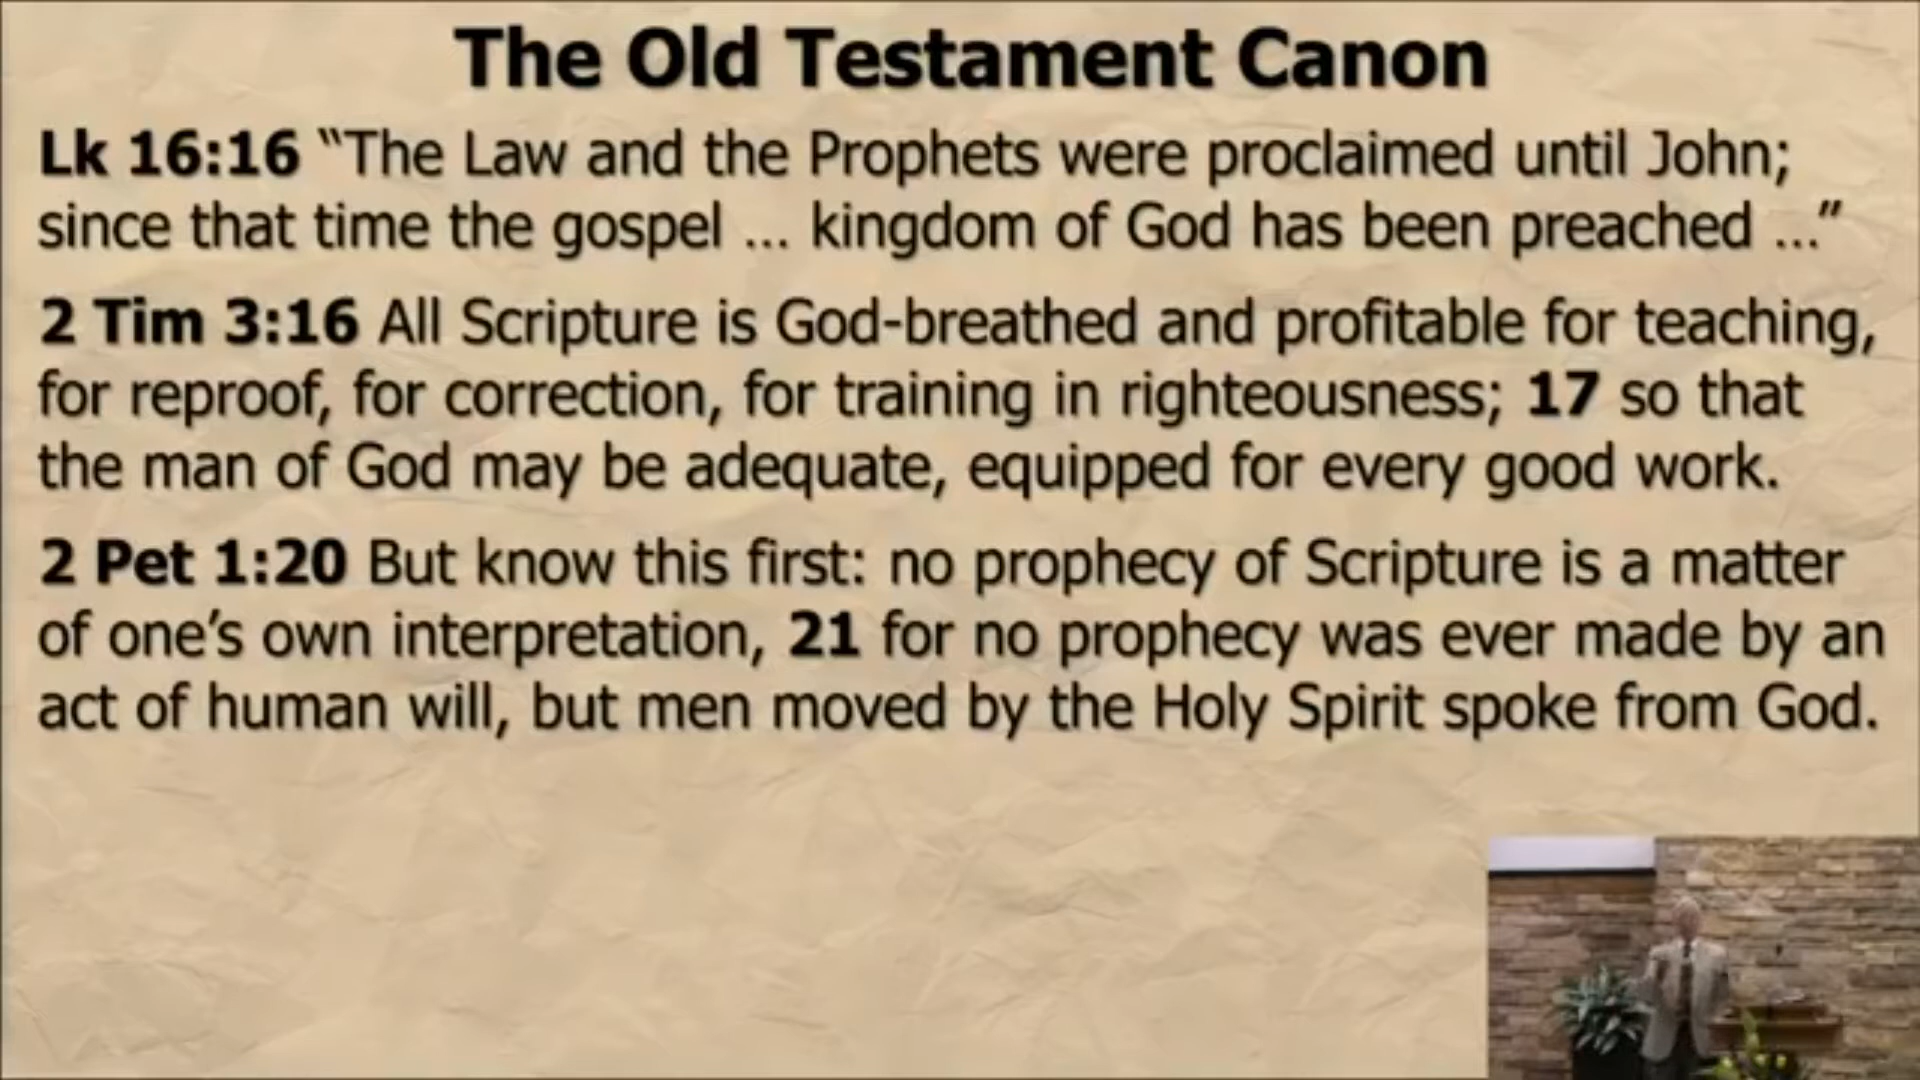 The Old Testament Canon
Lk 16:16 “The Law and the Prophets were proclaimed until John;
since that time the gospel ... kingdom of God has been preached ...”
2 Tim 3:16 All Scripture is God-breathed and profitable for teaching,
for reproof, for correction, for training in righteousness; 17 so that
the man of God may be adequate, equipped for every good work.
2 Pet 1:20 But know this first: no prophecy of Scripture is a matter
of one’s own interpretation, 21 for no prophecy was ever made by an
act of human will, but men moved by the Holy Spirit spoke from God.